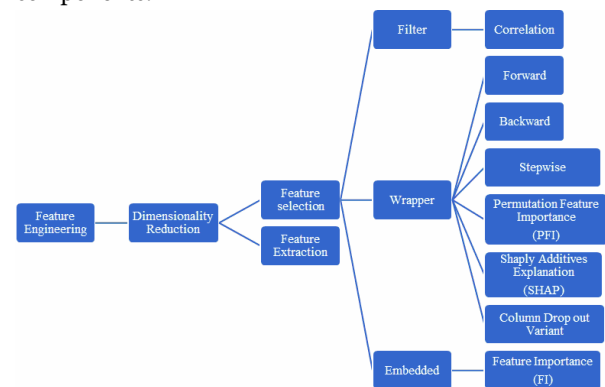 Filter
Correlation
Forward
Backward
Stepwise
Feature
Engineering
Dimensionality
Reduction
Feature
selection
Feature
Extraction
Wrapper
Permutation Feature
Importance
(PFI)
Shaply Additives
Explanation
(SHAP)
Column Drop out
Variant
Embedded
Feature Importance
(FI)